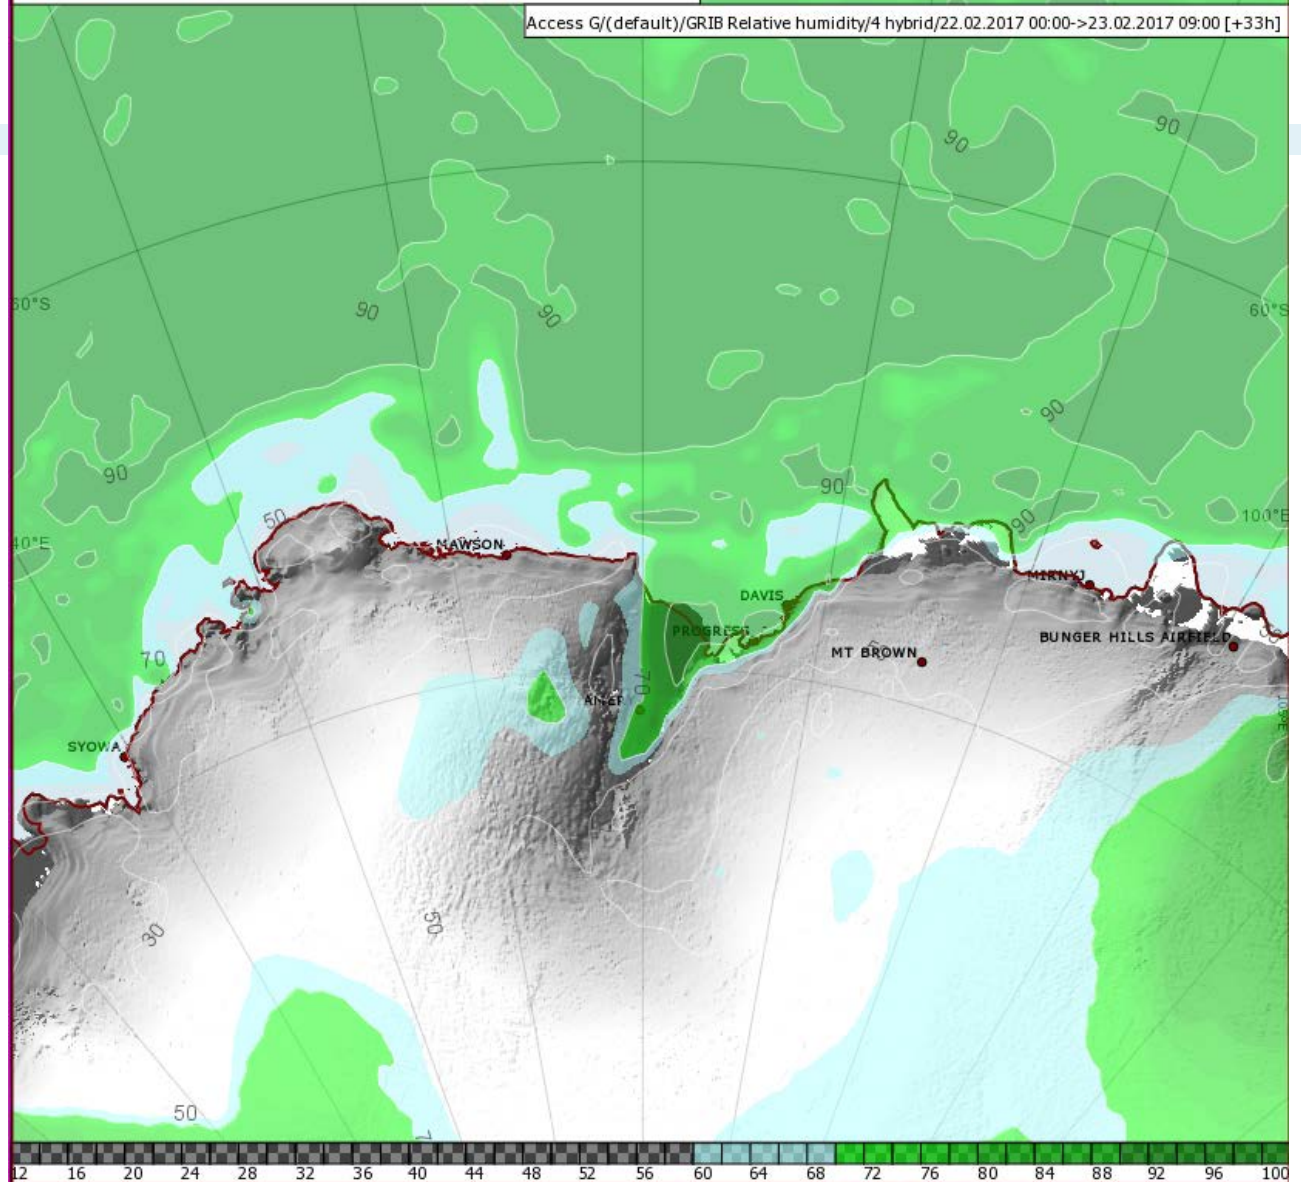 Access G/(default)/GRIB Relative humidity/4 hybrid/22.02.2017 00:00->23.02.2017 09:00 [+33h]
90
90
60°S
90
90
60°S
90
90
90
50
90
100°E
40°E
MAWSON
MIRNYJ
DAVIS
PROGRESS
BUNGER HILLS AIRFIELD
70
MT BROWN
70
SYOWA
105°E
50
30
50
12 16 20 24 28 32 36 40 44 48 52 56 60 64 68 72 76 80 84 88 92 96 100